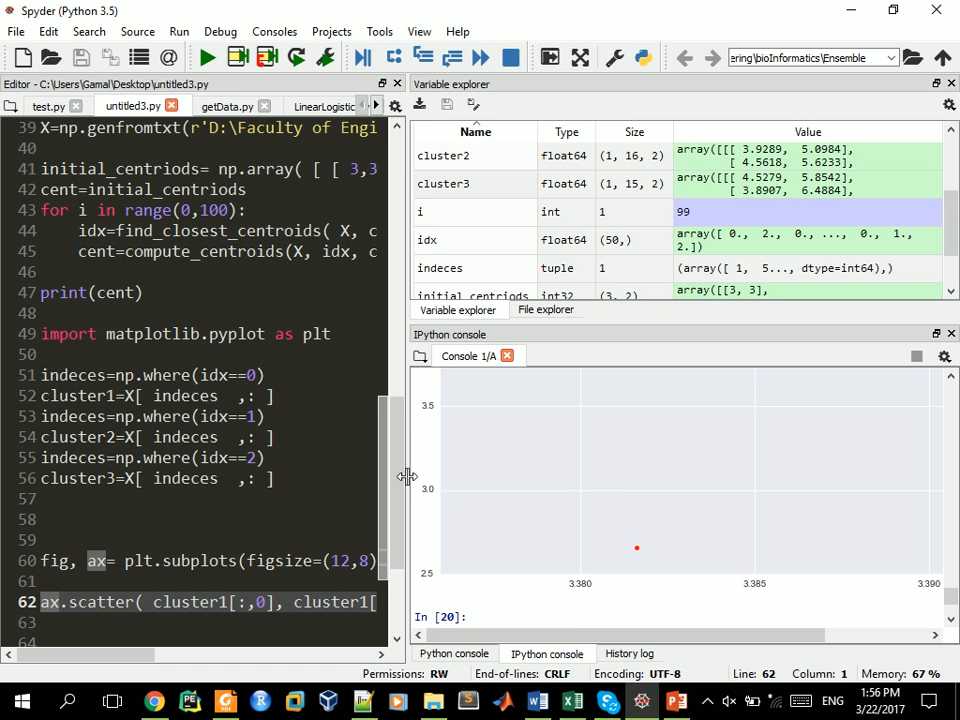 Spyder (Python 3.5)
File Edit Search Source Run Debug Consoles Projects Tools View Help
ering\bioInformatics\Ensemble
Editor - C:\Users\Gamal\Desktop\untitled3.py
test.py untitled3.py getData.py LinearLogistic
39 X=np.genfromtxt(r'D:\Faculty of Engi
40
41 initial_centriods= np.array( [ [ 3,3
42 cent=initial_centriods
43 for i in range(0,100):
44 idx=find_closest_centroids( X, c
45 cent=compute_centroids(X, idx, c
46
47 print(cent)
48
49 import matplotlib.pyplot as plt
50
51 indeces=np.where(idx==0)
52 cluster1=X[ indeces ,: ]
53 indeces=np.where(idx==1)
54 cluster2=X[ indeces ,: ]
55 indeces=np.where(idx==2)
56 cluster3=X[ indeces ,: ]
57
58
59
60 fig, ax= plt.subplots(figsize=(12,8)
61
62 ax.scatter( cluster1[:,0], cluster1[
63
64
Variable explorer
Name Type Size Value
cluster2 float64 (1, 16, 2) array([[[ 3.9289, 5.0984],
[ 4.5618, 5.6233],
cluster3 float64 (1, 15, 2) array([[[ 4.5279, 5.8542],
[ 3.8907, 6.4884],
i int 1 99
idx float64 (50,) array([ 0., 2., 0., ..., 0., 1.,
2.])
indeces tuple 1 (array([ 1, 5..., dtype=int64),)
initial_centriods int32 (3, 2) array([[3, 3],
Variable explorer File explorer
IPython console
Console 1/A
3.5
3.0
2.5
3.380 3.385 3.390
In [20]:
Python console IPython console History log
Permissions: RW End-of-lines: CRLF Encoding: UTF-8 Line: 62 Column: 1 Memory: 67 %
ENG
1:56 PM
3/22/2017